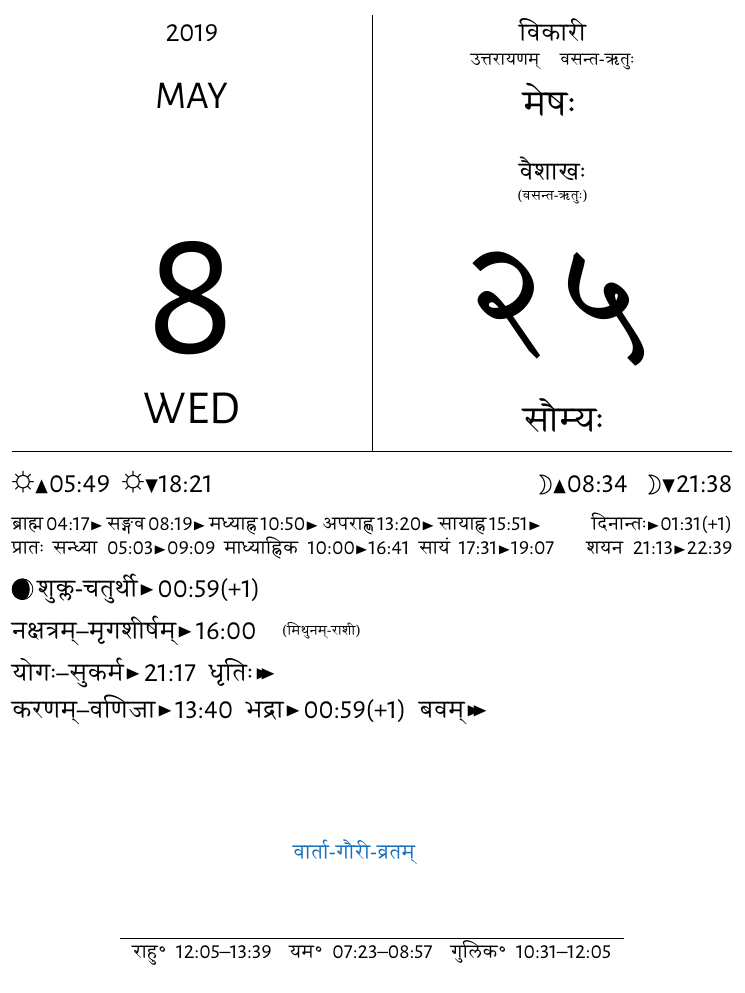 2019
MAY
8
WED
विकारी
उत्तरायणम् वसन्त-ऋतुः
मेषः
वैशाखः
(वसन्त-ऋतुः)
२५
सौम्यः
☼▲05:49 ☼▼18:21
☽▲08:34 ☽▼21:38
ब्राह्म 04:17► सङ्गव 08:19► मध्याह्न 10:50► अपराह्ण 13:20► सायाह्न 15:51► दिनान्तः►01:31(+1)
प्रातः सन्ध्या 05:03►09:09 माध्याह्निक 10:00►16:41 सायं 17:31►19:07 शयन 21:13►22:39
शुक्ल-चतुर्थी►00:59(+1)
नक्षत्रम्–मृगशीर्षम्►16:00 (मिथुनम्-राशी)
योगः–सुकर्म►21:17 धृतिः►►
करणम्–वणिजा►13:40 भद्रा►00:59(+1) बवम्►►
वार्ता-गौरी-व्रतम्
राहु° 12:05–13:39 यम° 07:23–08:57 गुलिक° 10:31–12:05